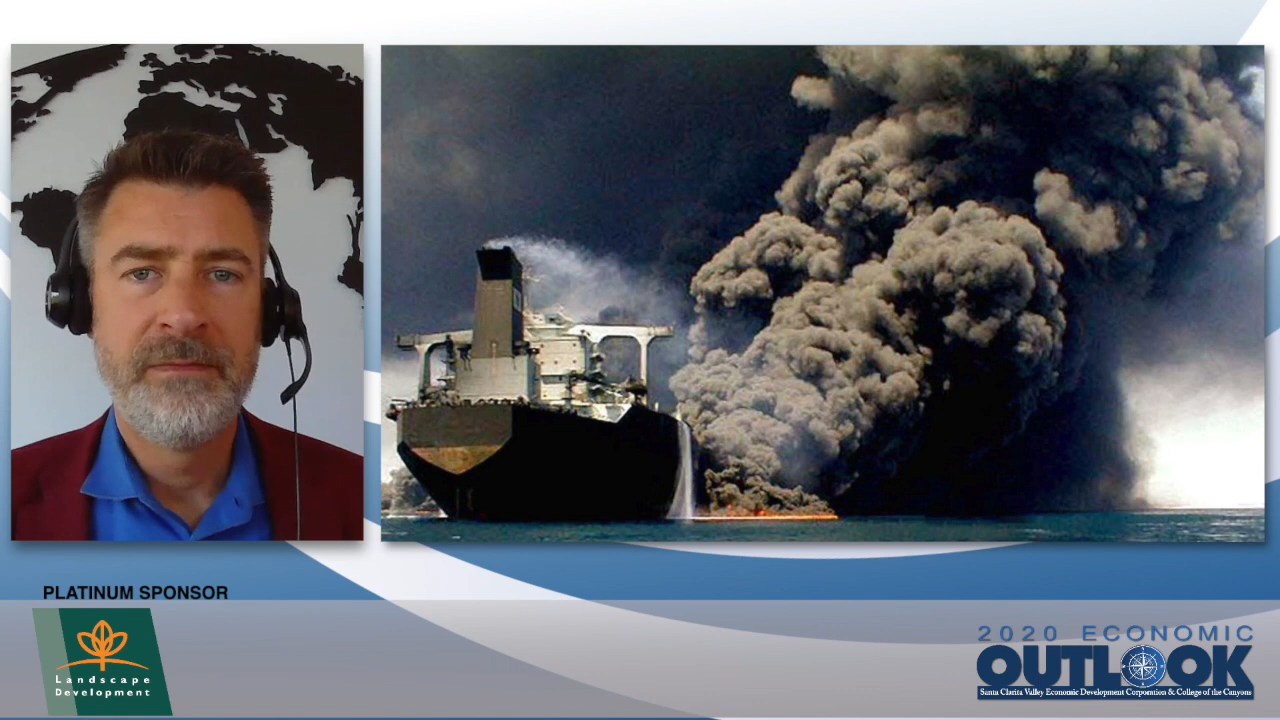 PLATINUM SPONSOR
Landscape
Development
2020 ECONOMIC
OUTLOOK
Santa Clarita Valley Economic Development Corporation & College of the Canyons